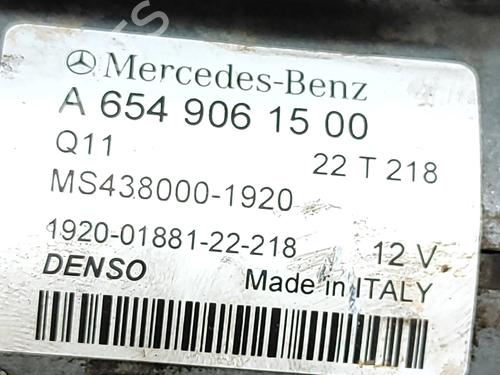 Mercedes-Benz
A 654 906 15 00
Q11 22 T 218
MS438000-1920
1920-01881-22-218 12 V
DENSO Made in ITALY